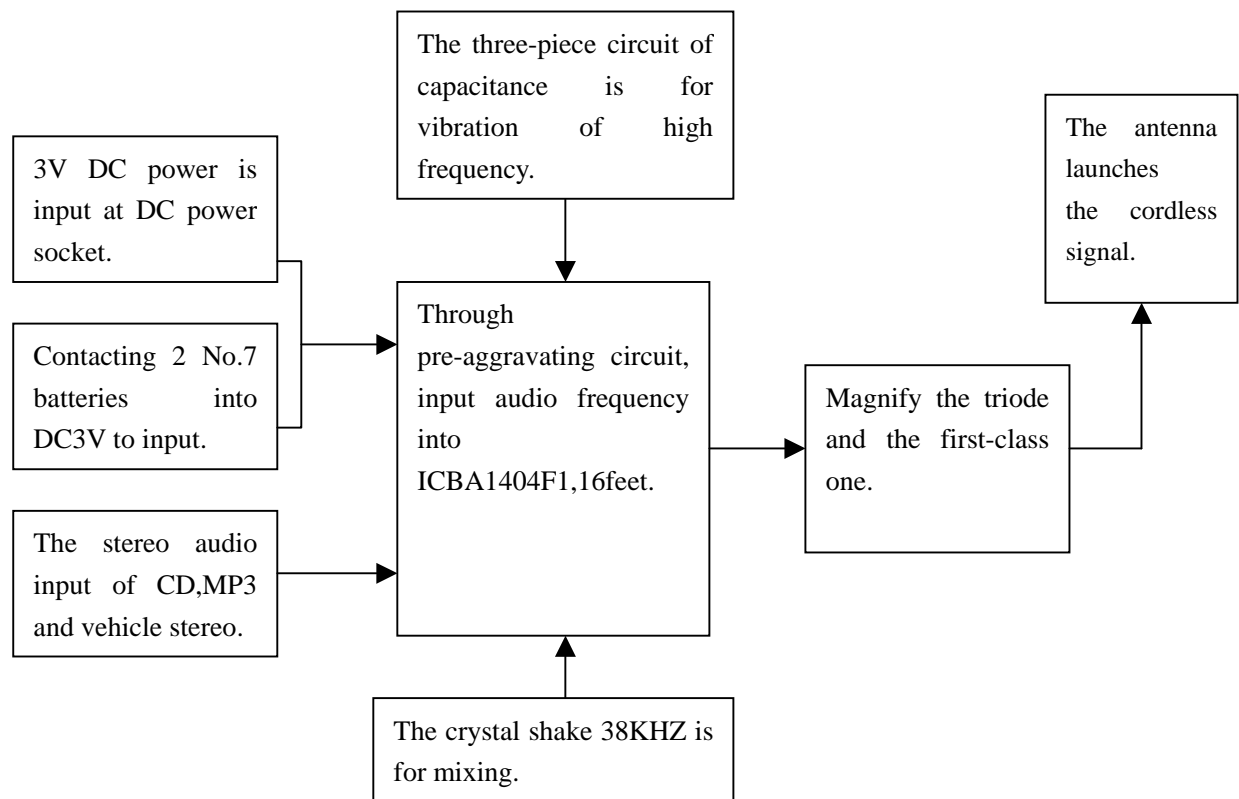 The three-piece circuit of
capacitance is for
vibration of high
frequency.
The antenna
launches
the cordless
signal.
3V DC power is
input at DC power
socket.
Contacting 2 No.7
batteries into
DC3V to input.
Through
pre-aggravating circuit,
input audio frequency
into
ICBA1404F1,16feet.
Magnify the triode
and the first-class
one.
The stereo audio
input of CD,MP3
and vehicle stereo.
The crystal shake 38KHZ is
for mixing.